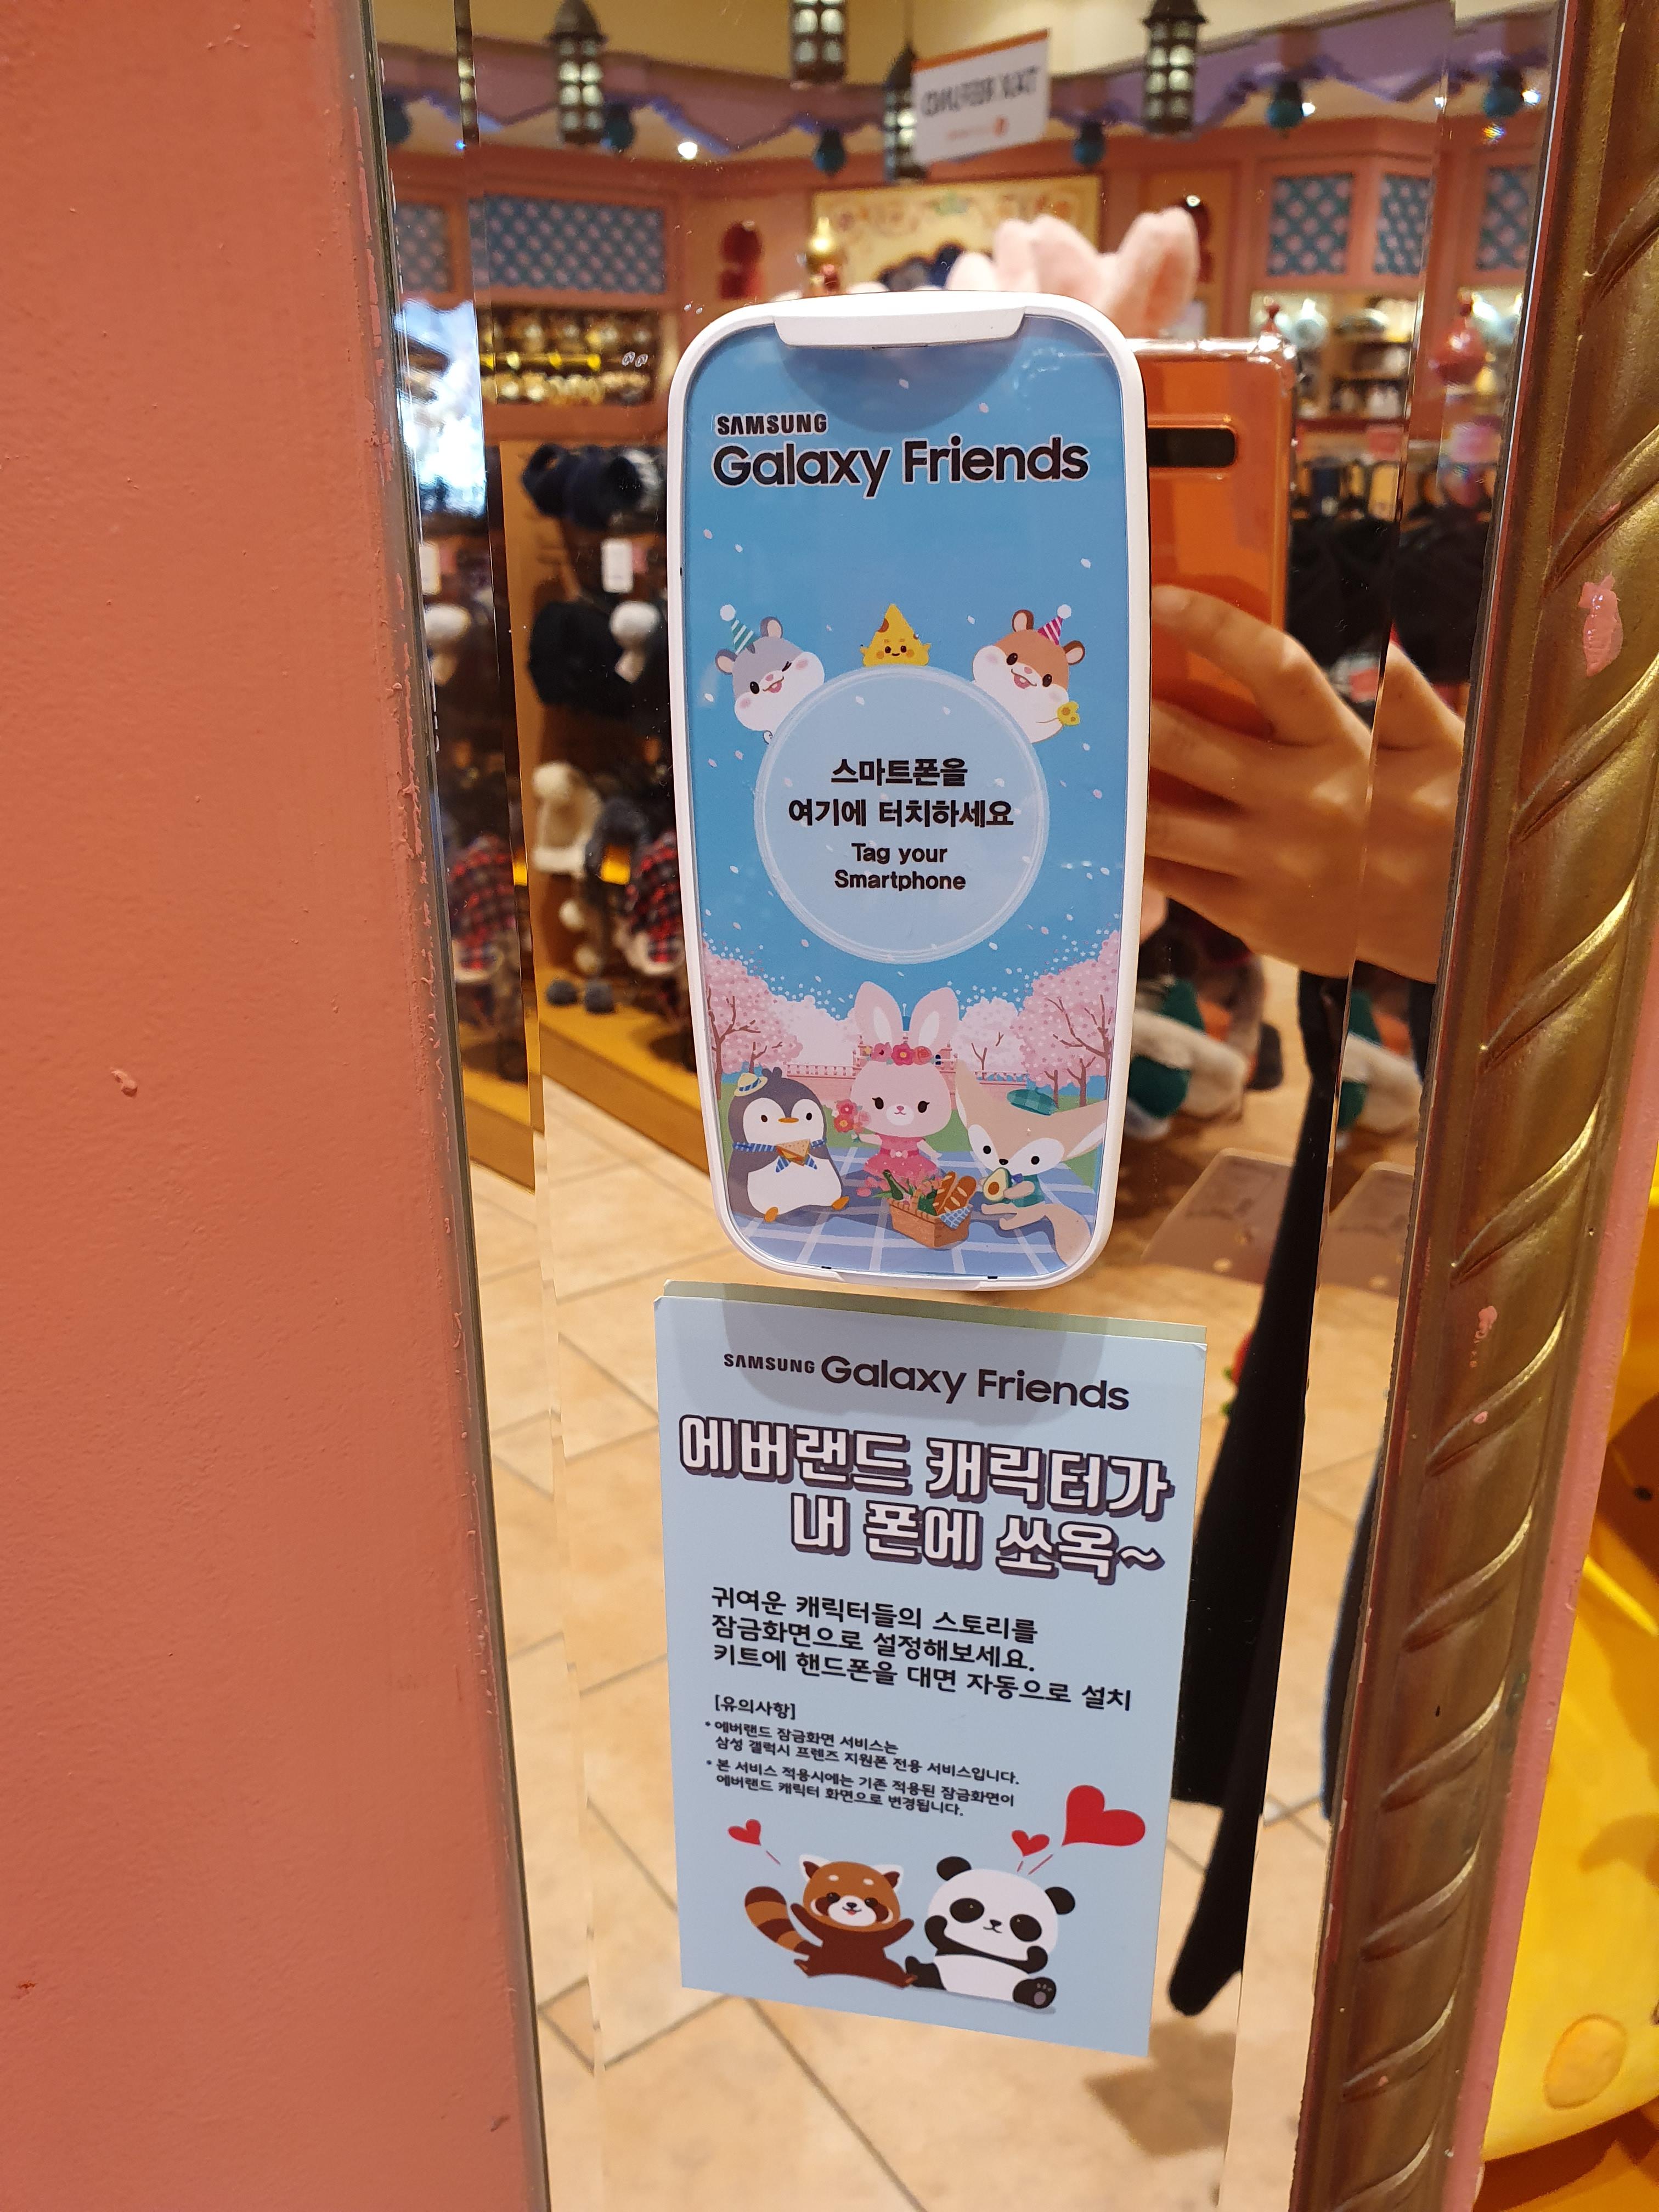 TAX REFUND
SAMSUNG
Galaxy Friends
스마트폰을
여기에 터치하세요
Tag your
Smartphone
SAMSUNG Galaxy Friends
에버랜드 캐릭터가
내 폰에 쏘옥~
귀여운 캐릭터들의 스토리를
잠금화면으로 설정해보세요.
키트에 핸드폰을 대면 자동으로 설치
[유의사항]
• 에버랜드 잠금화면 서비스는
삼성 갤럭시 프렌즈 지원폰 전용 서비스입니다.
• 본 서비스 적용시에는 기존 적용된 잠금화면이
에버랜드 캐릭터 화면으로 변경됩니다.